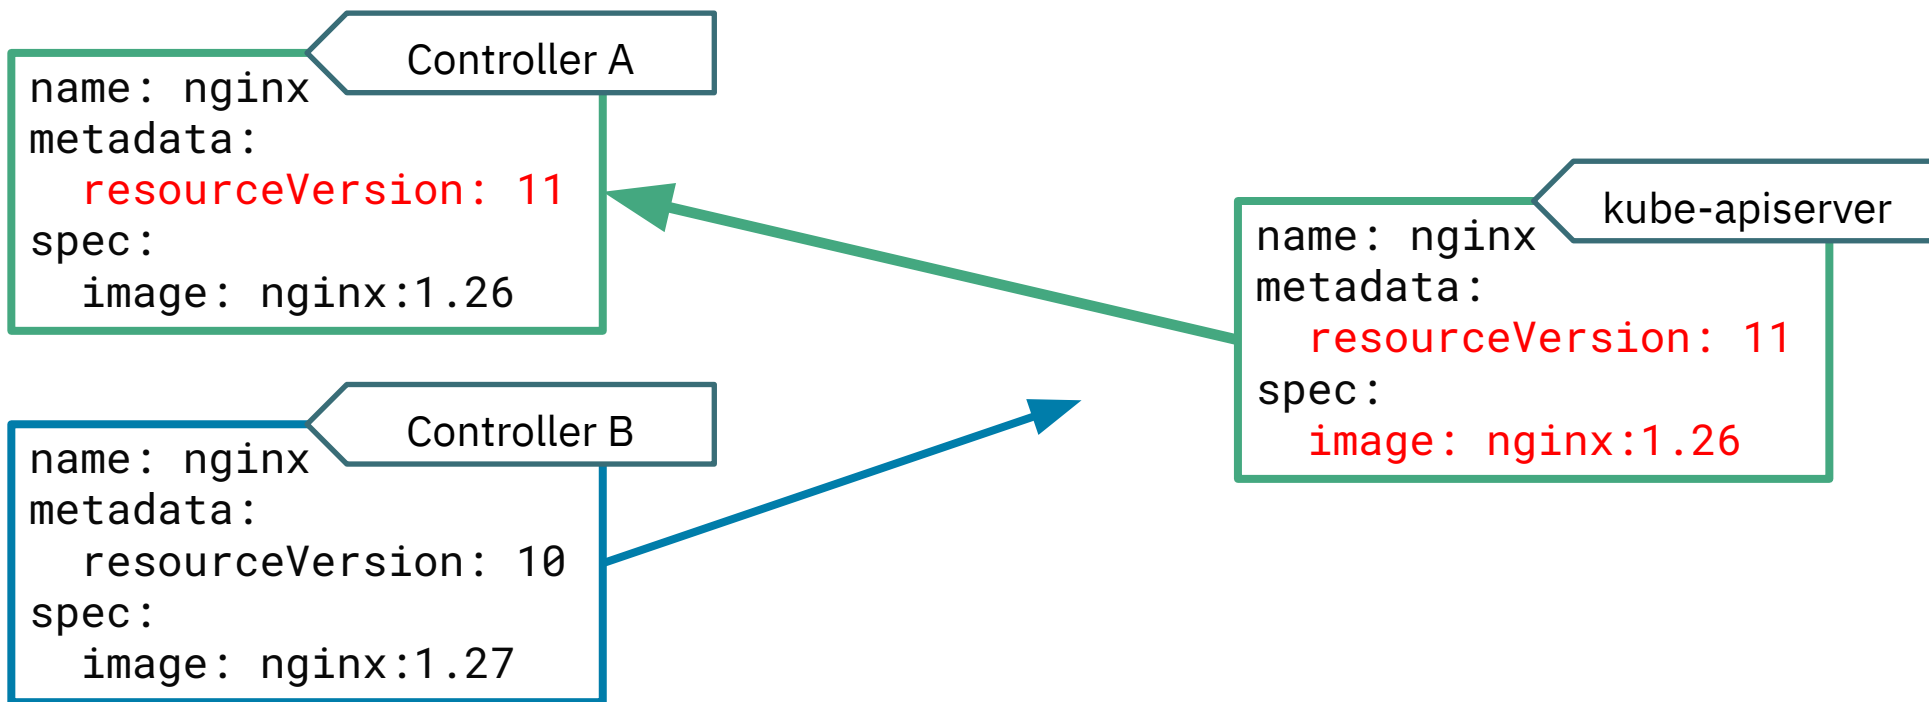 Controller A
name: nginx
metadata:
  resourceVersion: 11
spec:
  image: nginx:1.26
Controller B
name: nginx
metadata:
  resourceVersion: 10
spec:
  image: nginx:1.27
kube-apiserver
name: nginx
metadata:
  resourceVersion: 11
spec:
  image: nginx:1.26